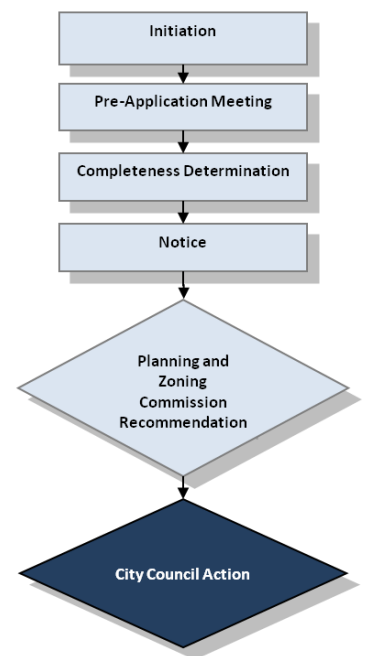 Initiation
Pre-Application Meeting
Completeness Determination
Notice
Planning and
Zoning
Commission
Recommendation
City Council Action